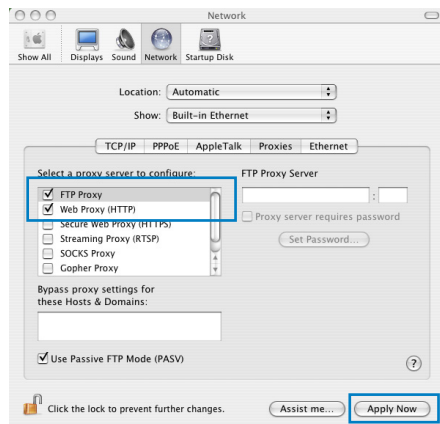 Network
Show All Displays Sound Network Startup Disk
Location: Automatic
Show: Built-in Ethernet
TCP/IP PPPoE AppleTalk Proxies Ethernet
Select a proxy server to configure: FTP Proxy Server
FTP Proxy :
Web Proxy (HTTP) Proxy server requires password
Secure Web Proxy (HTTPS)
Streaming Proxy (RTSP) Set Password...
SOCKS Proxy
Gopher Proxy
Bypass proxy settings for
these Hosts & Domains:
Use Passive FTP Mode (PASV) ?
Click the lock to prevent further changes. Assist me... Apply Now